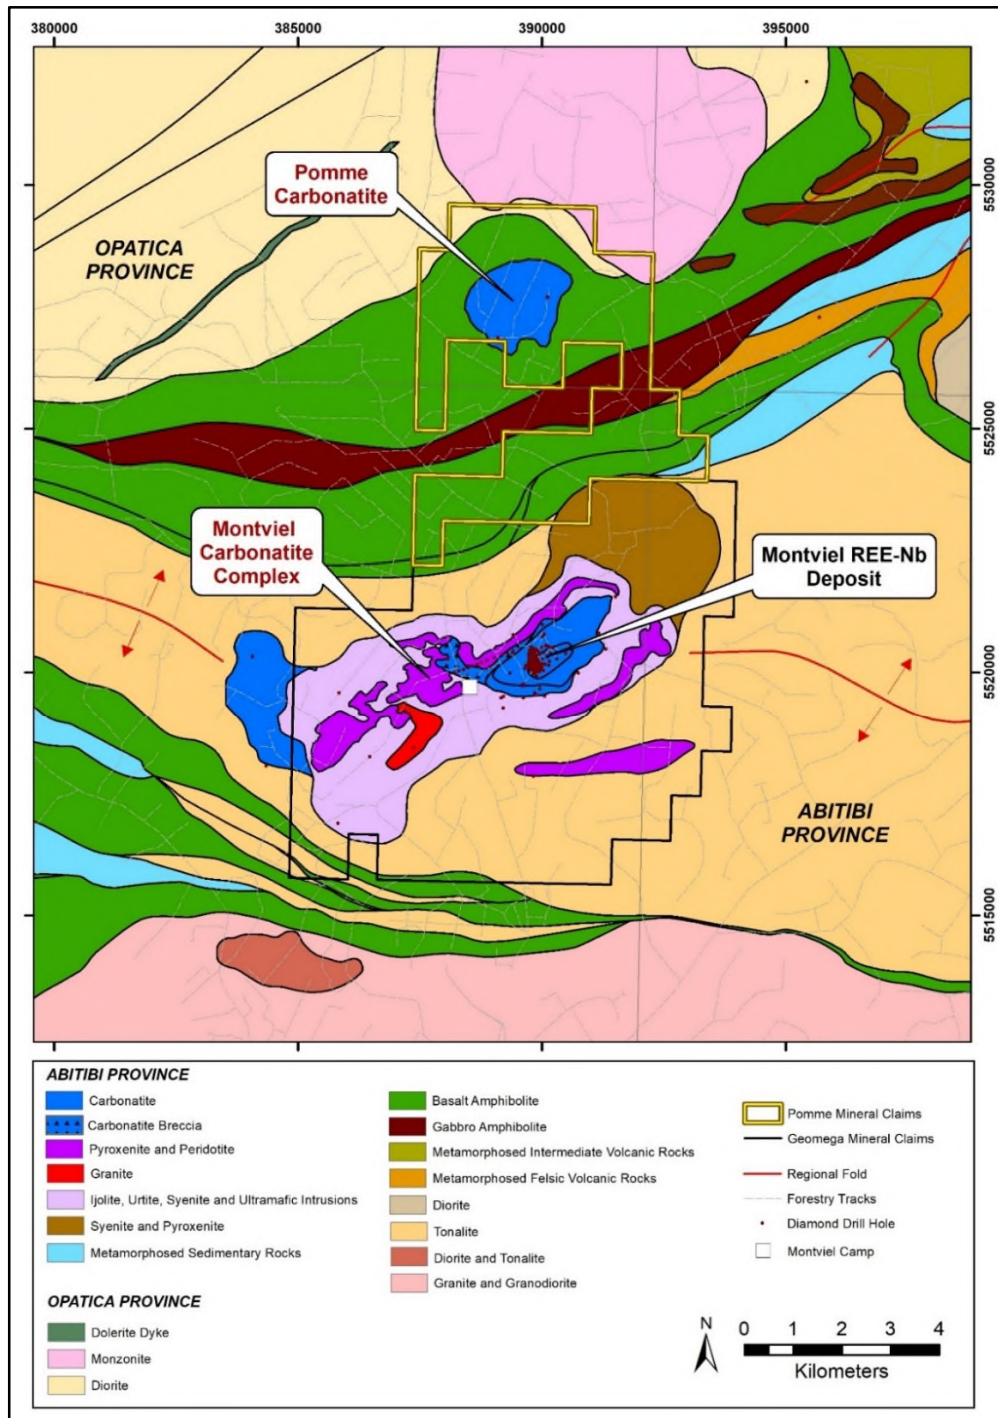 380000 385000 390000 395000
Pomme
Carbonatite
5530000
OPATICA
PROVINCE
5525000
Montviel
Carbonatite
Complex
Montviel REE-Nb
Deposit
5520000
ABITIBI
PROVINCE
5515000
380000 385000 390000 395000
ABITIBI PROVINCE
Carbonatite
Carbonatite Breccia
Pyroxenite and Peridotite
Granite
Ijolite, Urtite, Syenite and Ultramafic Intrusions
Syenite and Pyroxenite
Metamorphosed Sedimentary Rocks
OPATICA PROVINCE
Dolerite Dyke
Monzonite
Diorite
Basalt Amphibolite
Gabbro Amphibolite
Metamorphosed Intermediate Volcanic Rocks
Metamorphosed Felsic Volcanic Rocks
Diorite
Tonalite
Diorite and Tonalite
Granite and Granodiorite
Pomme Mineral Claims
Geomega Mineral Claims
Regional Fold
Forestry Tracks
Diamond Drill Hole
Montviel Camp
N
0 1 2 3 4
Kilometers